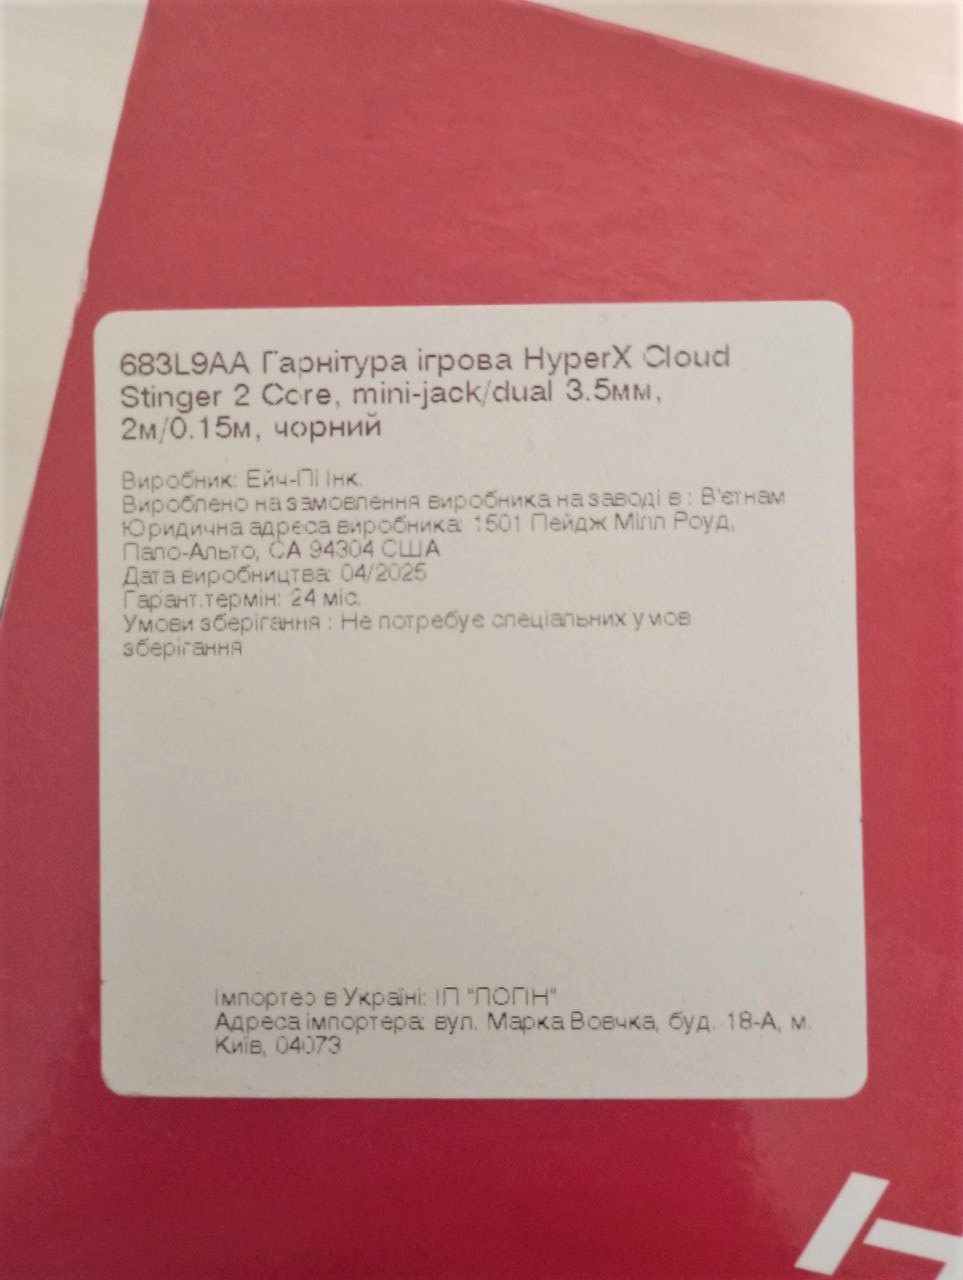 683L9AA Гарнітура ігрова HyperX Cloud
Stinger 2 Core, mini-jack/dual 3.5мм,
2м/0.15м, чорний
Виробник: Ейч-Пі Інк.
Вироблено на замовлення виробника на заводі в : В'єтнам
Юридична адреса виробника: 1501 Пейдж Мілл Роуд,
Пало-Альто, CA 94304 США
Дата виробництва: 04/2025
Гарант.термін: 24 міс.
Умови зберігання : Не потребує спеціальних умов
зберігання
Імпортер в Україні: ІП "ЛОГІН"
Адреса імпортера: вул. Марка Вовчка, буд. 18-А, м.
Київ, 04073